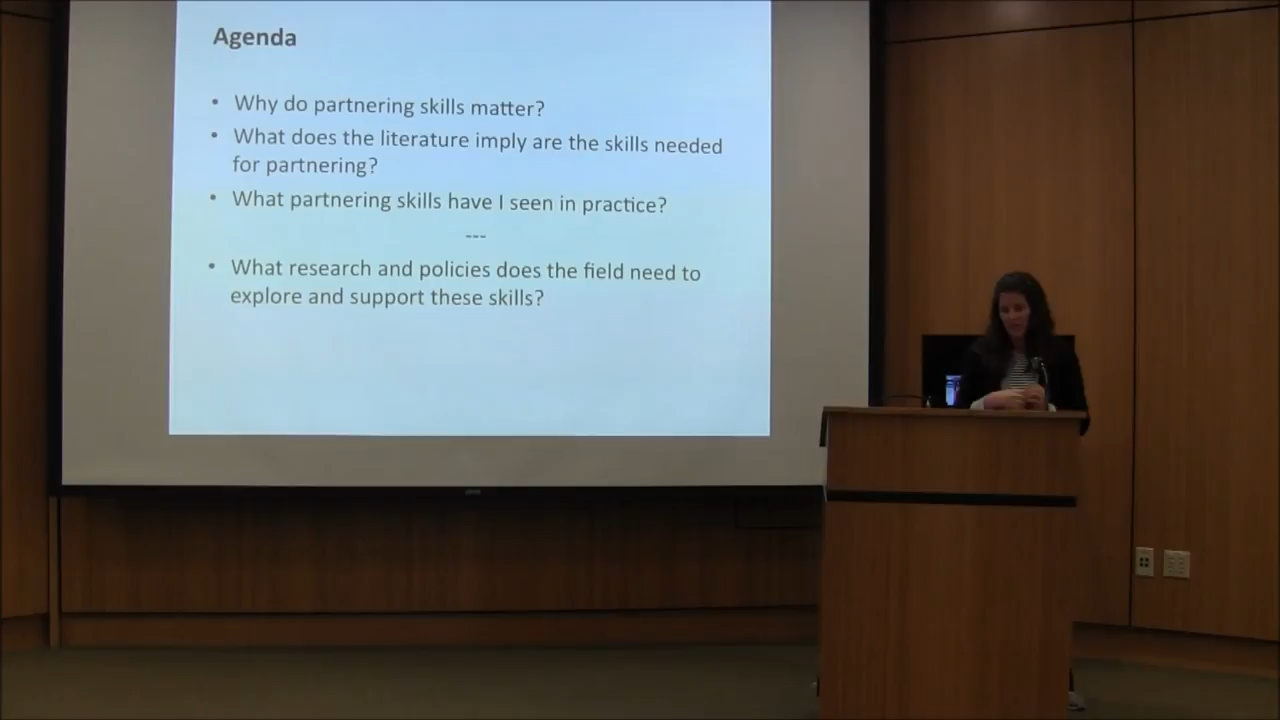 Agenda
• Why do partnering skills matter?
• What does the literature imply are the skills needed
for partnering?
• What partnering skills have I seen in practice?
---
• What research and policies does the field need to
explore and support these skills?